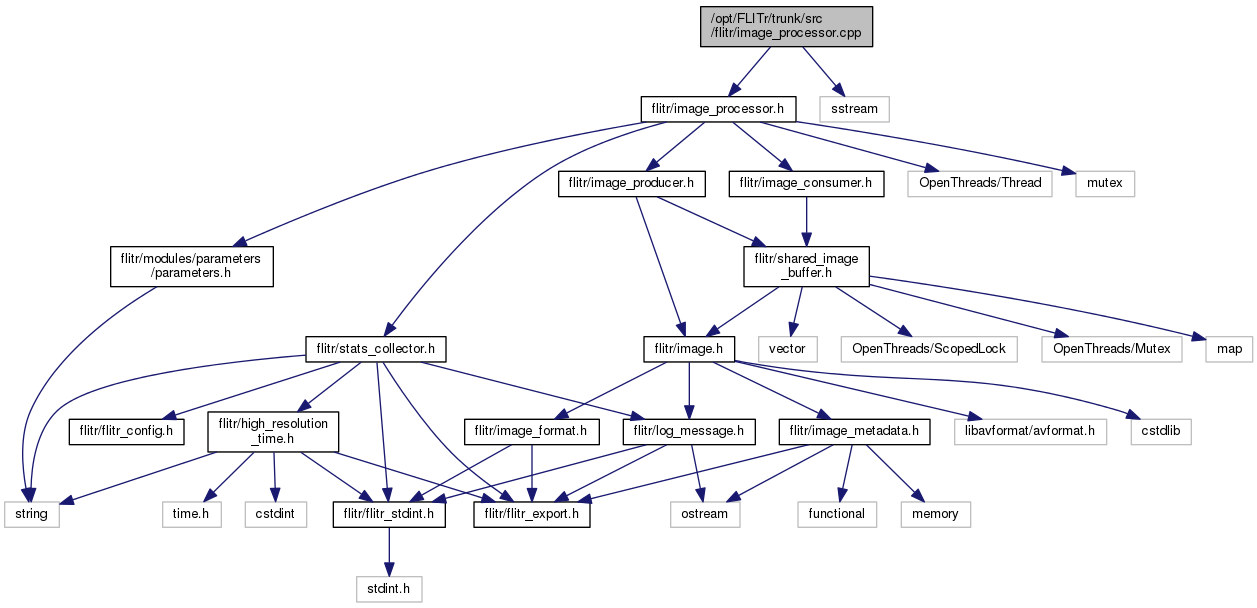 /opt/FLITr/trunk/src
/flitr/image_processor.cpp
flitr/image_processor.h
sstream
flitr/image_producer.h
flitr/image_consumer.h
OpenThreads/Thread
mutex
flitr/modules/parameters
/parameters.h
flitr/shared_image
_buffer.h
flitr/stats_collector.h
flitr/image.h
vector
OpenThreads/ScopedLock
OpenThreads/Mutex
map
flitr/flitr_config.h
flitr/high_resolution
_time.h
flitr/image_format.h
flitr/log_message.h
flitr/image_metadata.h
libavformat/avformat.h
cstdlib
string
time.h
cstdint
flitr/flitr_stdint.h
flitr/flitr_export.h
ostream
functional
memory
stdint.h